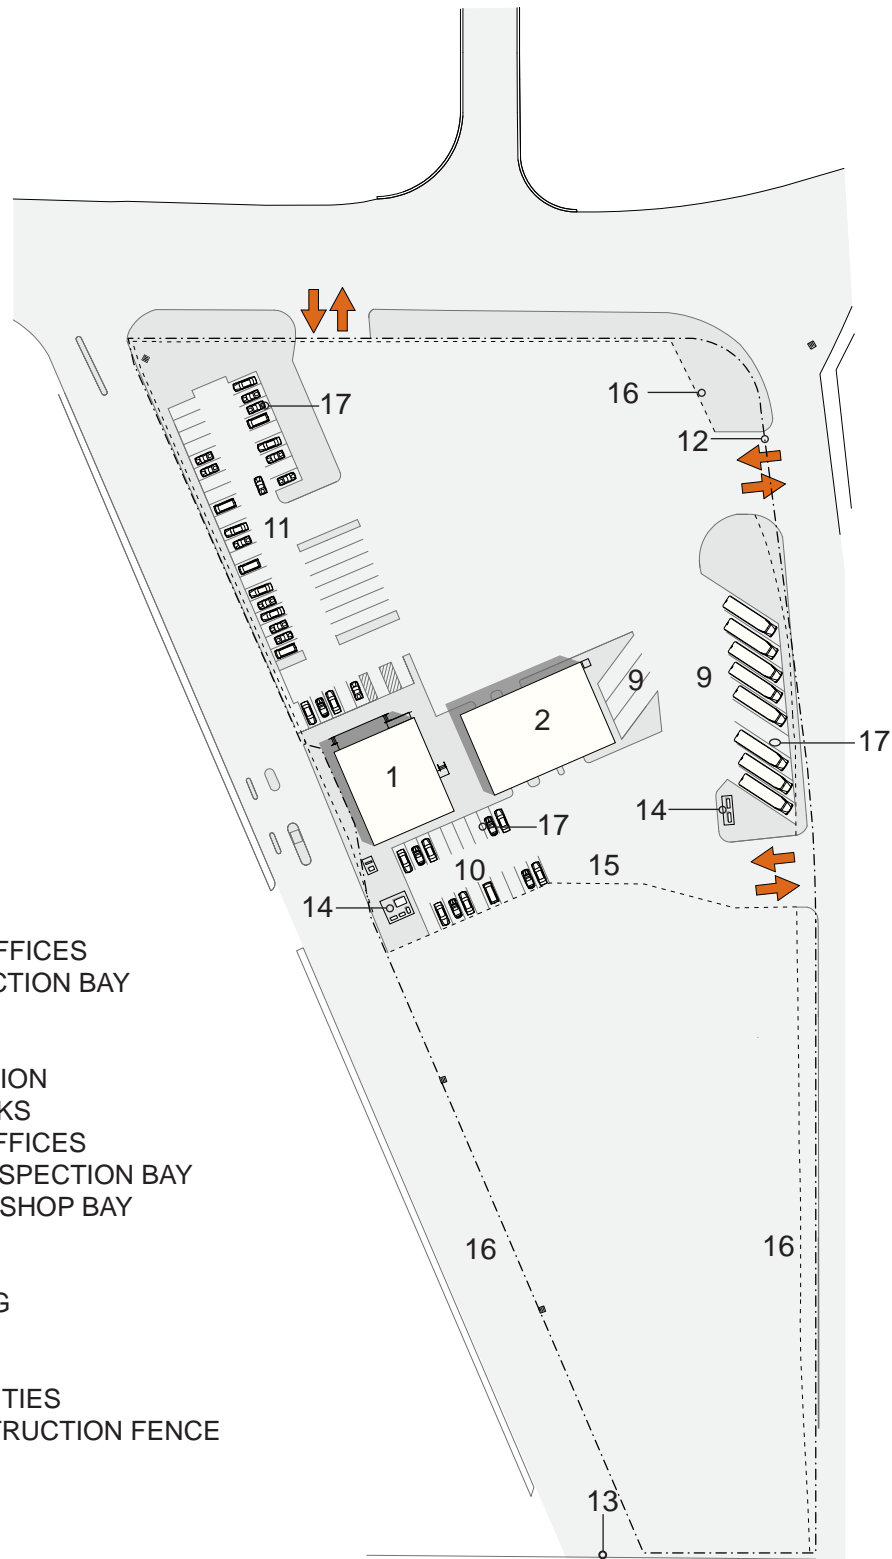 17
16
12
11
9
9
2
17
1
14
17
10
15
14
FFICES
CTION BAY
ION
KS
FFICES
SPECTION BAY
SHOP BAY
16
16
G
TIES
TRUCTION FENCE
13